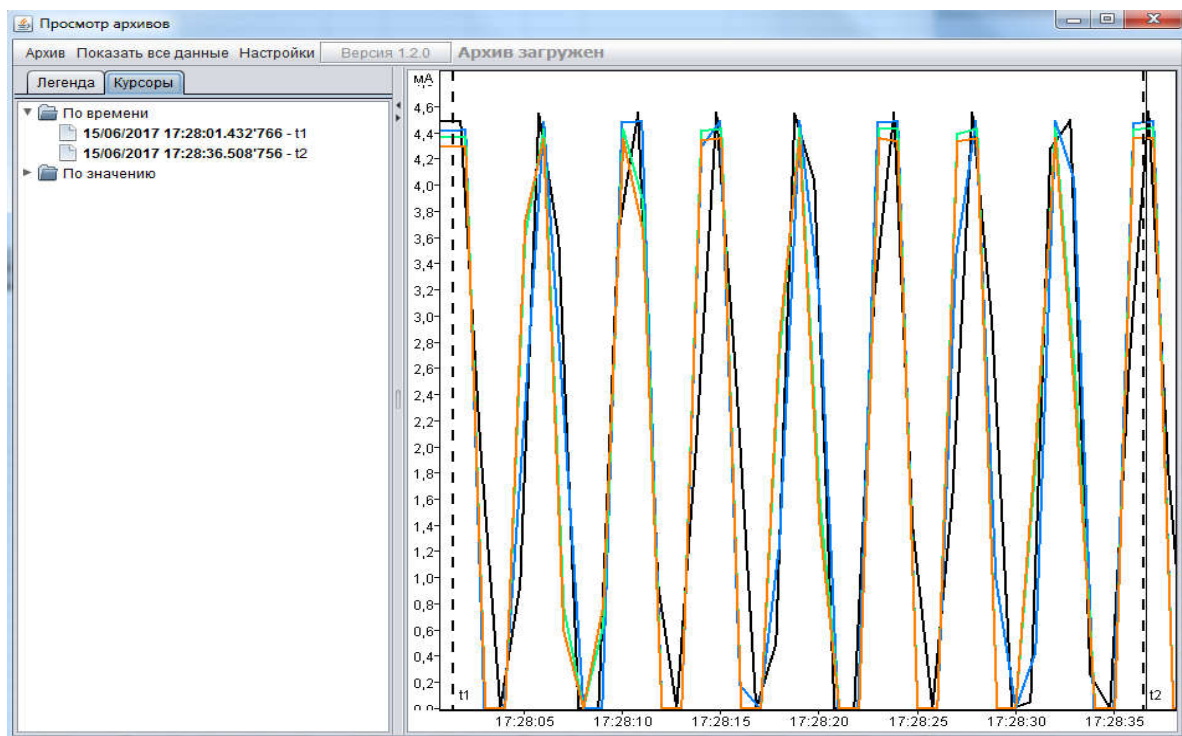 Просмотр архивов
Архив Показать все данные Настройки Версия 1.2.0 Архив загружен
Легенда Курсоры
По времени
15/06/2017 17:28:01.432'766 - t1
15/06/2017 17:28:36.508'756 - t2
По значению
мА
4,6
4,4
4,2
4,0
3,8
3,6
3,4
3,2
3,0
2,8
2,6
2,4
2,2
2,0
1,8
1,6
1,4
1,2
1,0
0,8
0,6
0,4
0,2
0,0
t1
t2
17:28:05 17:28:10 17:28:15 17:28:20 17:28:25 17:28:30 17:28:35